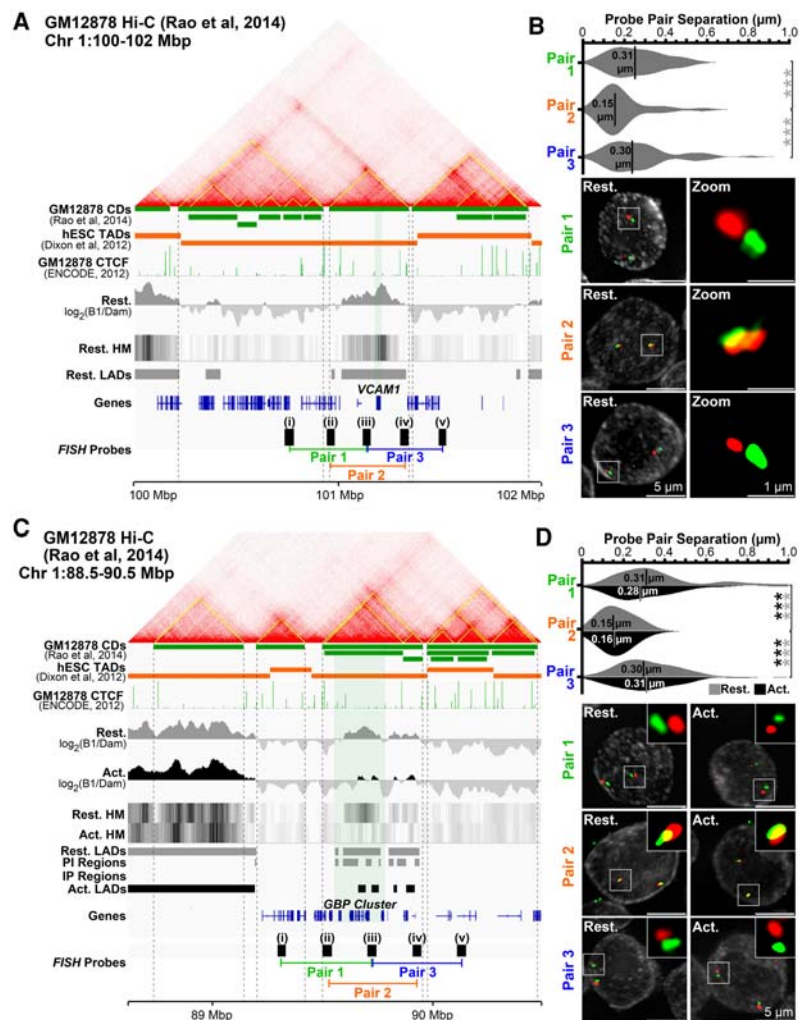 A
GM12878 Hi-C (Rao et al, 2014)
Chr 1:100-102 Mbp
GM12878 CDs
(Rao et al, 2014)
hESC TADs
(Dixon et al, 2012)
GM12878 CTCF
(ENCODE, 2012)
Rest.
log2(B1/Dam)
Rest. HM
Rest. LADs
VCAM1
Genes
(i) (ii) (iii) (iv) (v)
FISH Probes
Pair 1 Pair 3
Pair 2
100 Mbp 101 Mbp 102 Mbp
B
Probe Pair Separation (µm)
0 0.2 0.4 0.6 0.8 1.0
Pair 1
0.31 µm
Pair 2
0.15 µm
Pair 3
0.30 µm
***
***
Pair 1
Rest. Zoom
Pair 2
Rest. Zoom
Pair 3
Rest. Zoom
5 µm 1 µm
C
GM12878 Hi-C
(Rao et al, 2014)
Chr 1:88.5-90.5 Mbp
GM12878 CDs
(Rao et al, 2014)
hESC TADs
(Dixon et al, 2012)
GM12878 CTCF
(ENCODE, 2012)
Rest.
log2(B1/Dam)
Act.
log2(B1/Dam)
Rest. HM
Act. HM
Rest. LADs
PI Regions
IP Regions
Act. LADs
GBP Cluster
Genes
(i) (ii) (iii) (iv) (v)
FISH Probes
Pair 1 Pair 3
Pair 2
89 Mbp 90 Mbp
D
Probe Pair Separation (µm)
0 0.2 0.4 0.6 0.8 1.0
Pair 1
0.31 µm
0.28 µm
Pair 2
0.15 µm
0.16 µm
Pair 3
0.30 µm
0.31 µm
***
***
***
***
Rest. Act.
Pair 1
Rest. Act.
Pair 2
Rest. Act.
Pair 3
Rest. Act.
5 µm